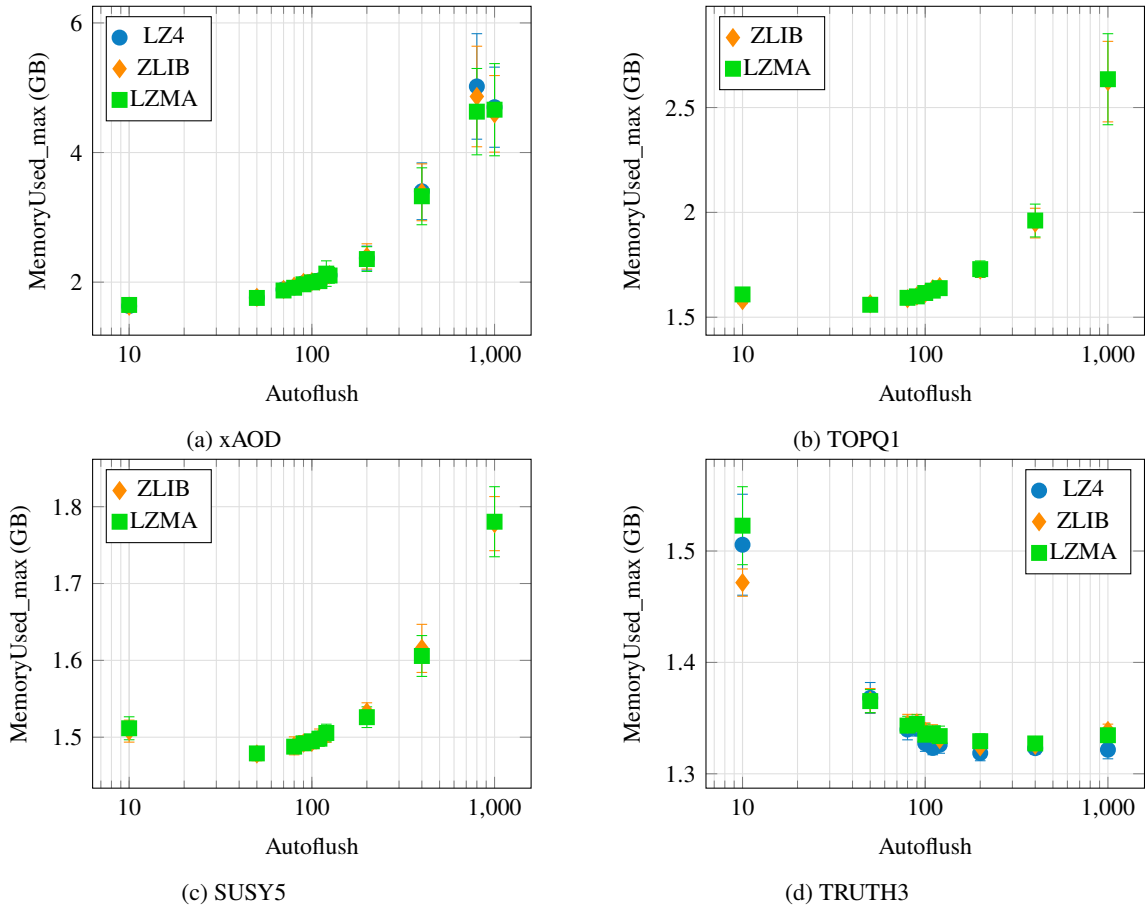 6
4
2
MemoryUsed_max (GB)
LZ4
ZLIB
LZMA
10
100
1,000
Autoflush
(a) xAOD
2.5
2
1.5
MemoryUsed_max (GB)
ZLIB
LZMA
10
100
1,000
Autoflush
(b) TOPQ1
1.8
1.7
1.6
1.5
MemoryUsed_max (GB)
ZLIB
LZMA
10
100
1,000
Autoflush
(c) SUSY5
1.5
1.4
1.3
MemoryUsed_max (GB)
LZ4
ZLIB
LZMA
10
100
1,000
Autoflush
(d) TRUTH3